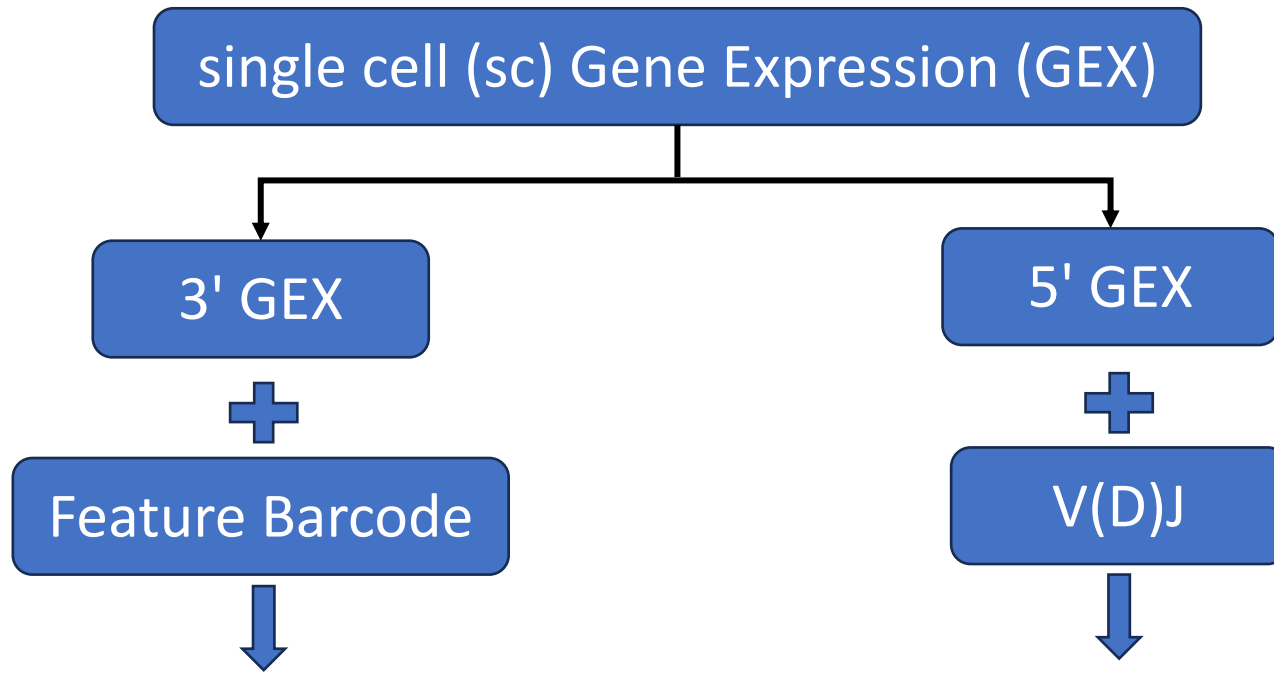 single cell (sc) Gene Expression (GEX)
3' GEX
5' GEX
Feature Barcode
V(D)J